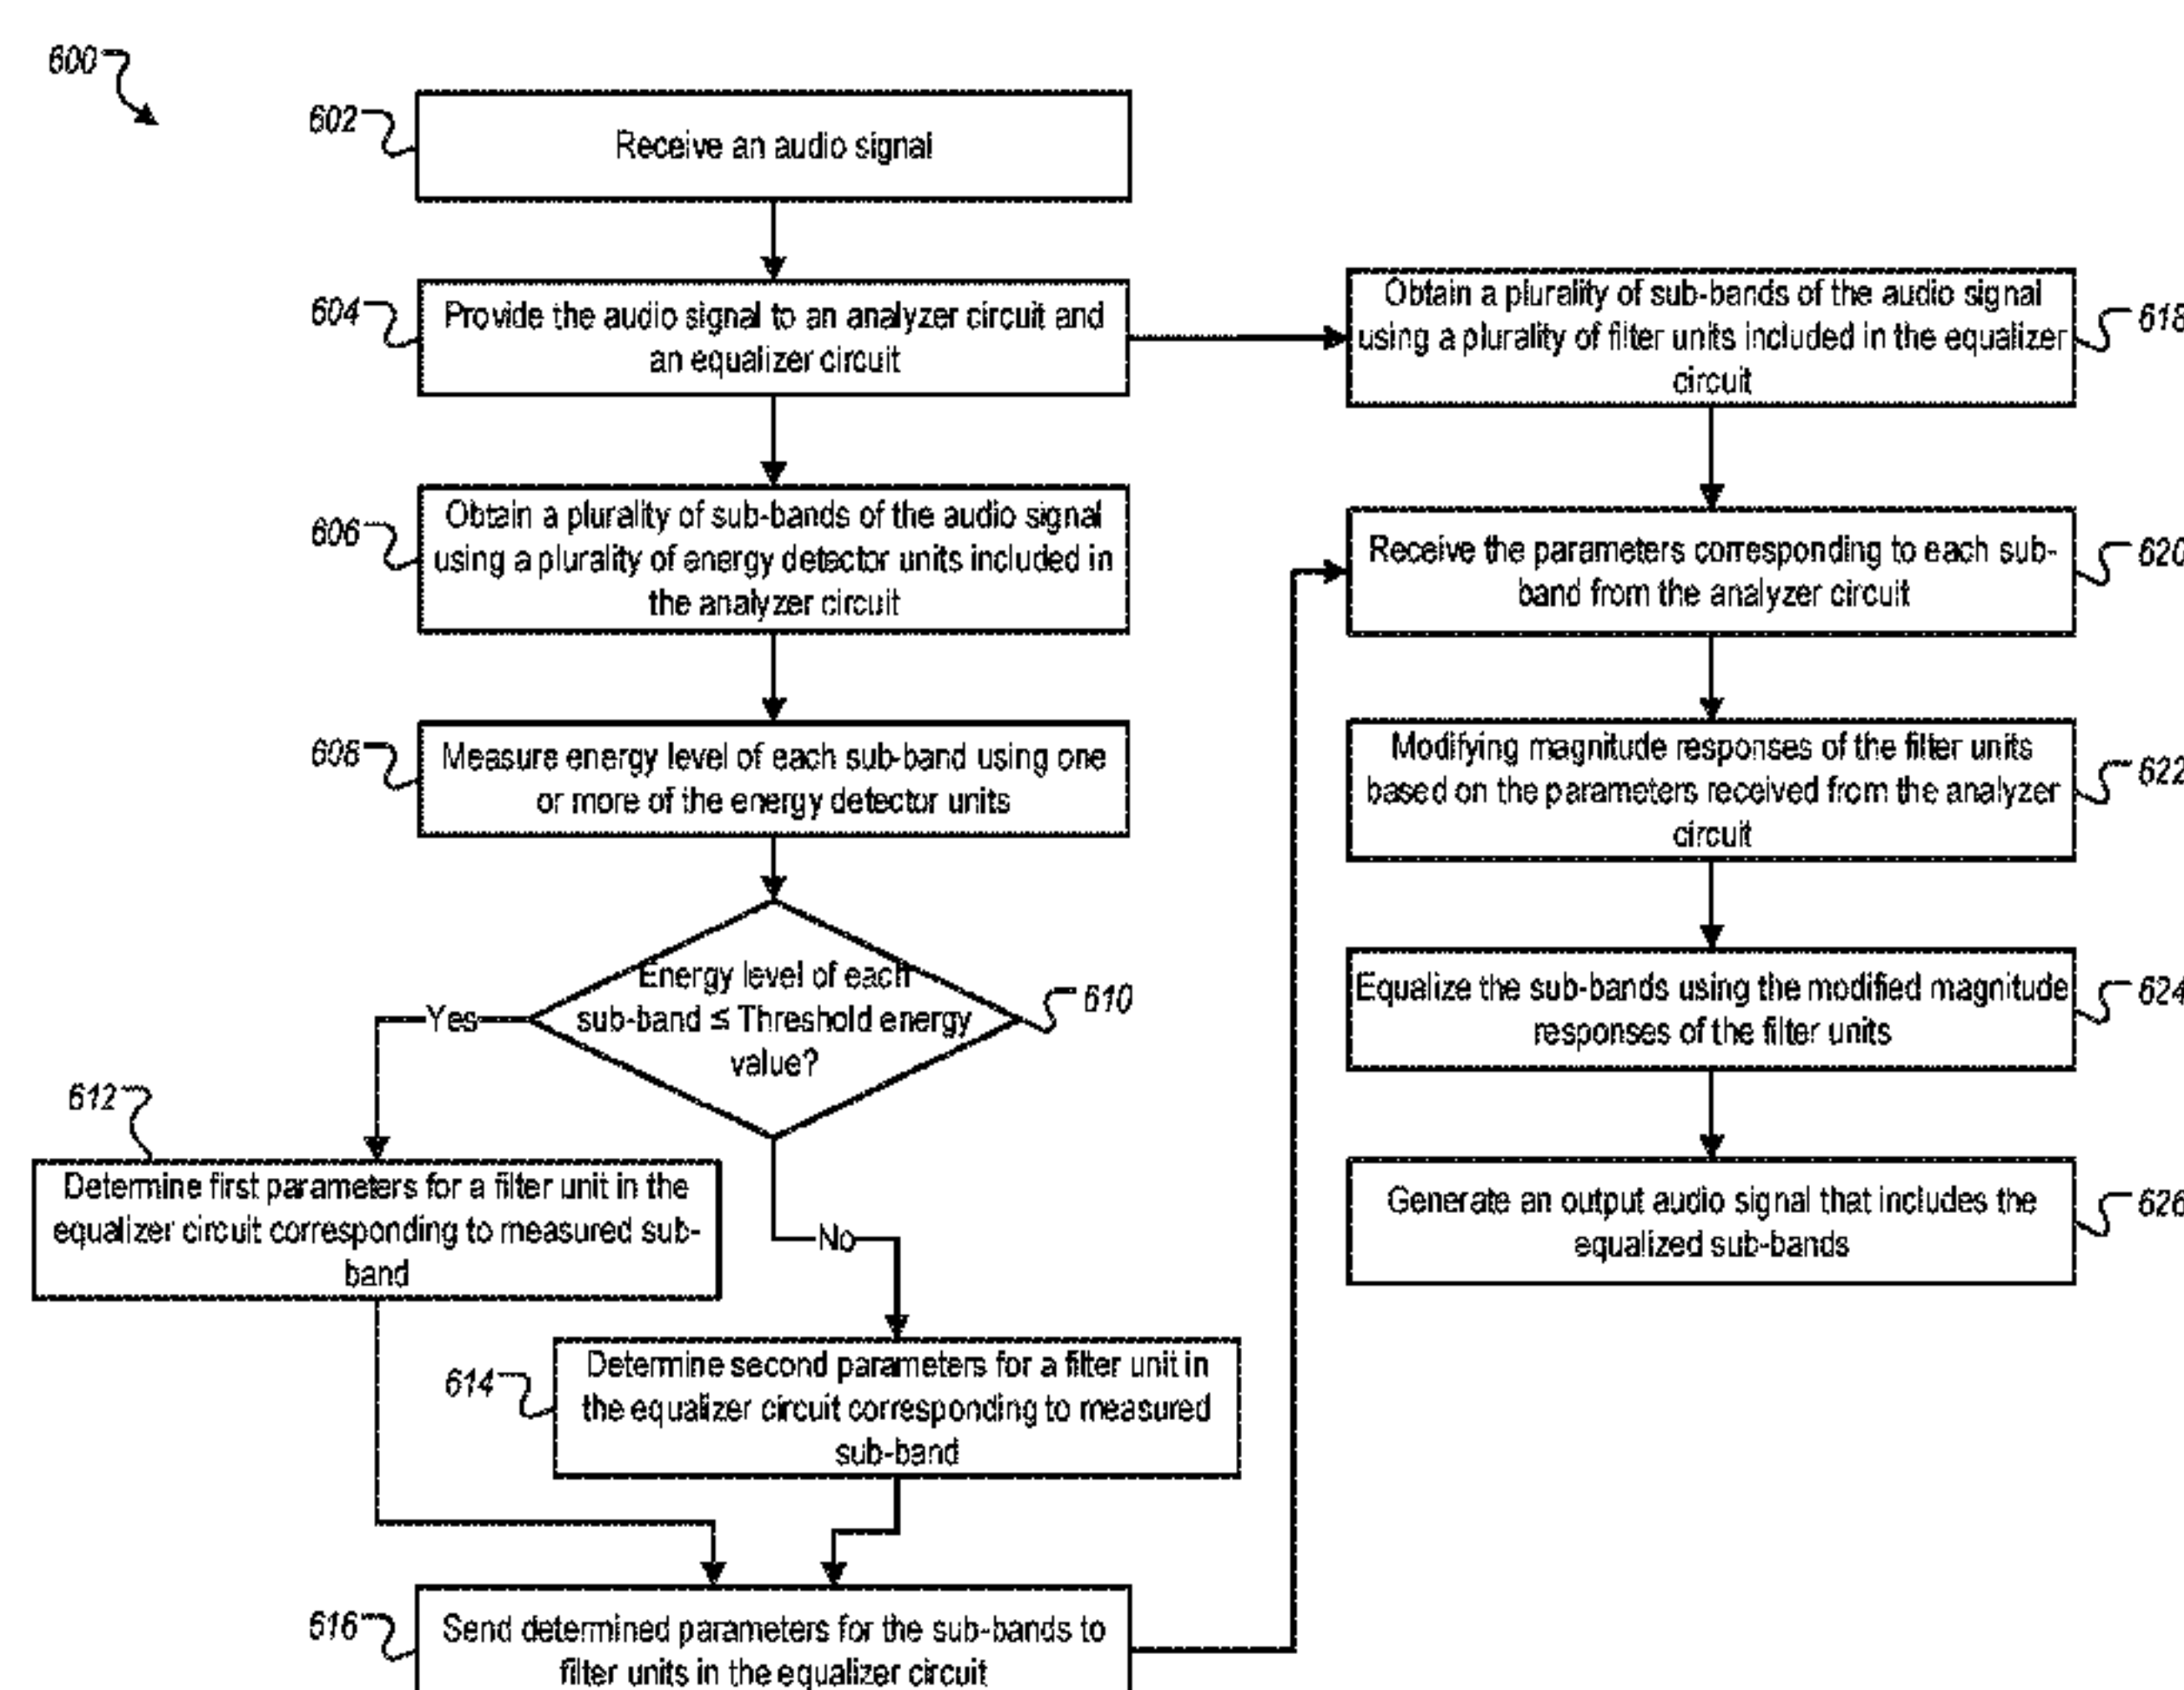 600
602
Receive an audio signal
604
Provide the audio signal to an analyzer circuit and
an equalizer circuit
606
Obtain a plurality of sub-bands of the audio signal
using a plurality of energy detector units included in
the analyzer circuit
608
Measure energy level of each sub-band using one
or more of the energy detector units
Energy level of each
sub-band ≤ Threshold energy
value?
610
Yes
No
612
Determine first parameters for a filter unit in the
equalizer circuit corresponding to measured sub-
band
614
Determine second parameters for a filter unit in
the equalizer circuit corresponding to measured
sub-band
616
Send determined parameters for the sub-bands to
filter units in the equalizer circuit
Obtain a plurality of sub-bands of the audio signal
using a plurality of filter units included in the equalizer
circuit
618
Receive the parameters corresponding to each sub-
band from the analyzer circuit
620
Modifying magnitude responses of the filter units
based on the parameters received from the analyzer
circuit
622
Equalize the sub-bands using the modified magnitude
responses of the filter units
624
Generate an output audio signal that includes the
equalized sub-bands
626